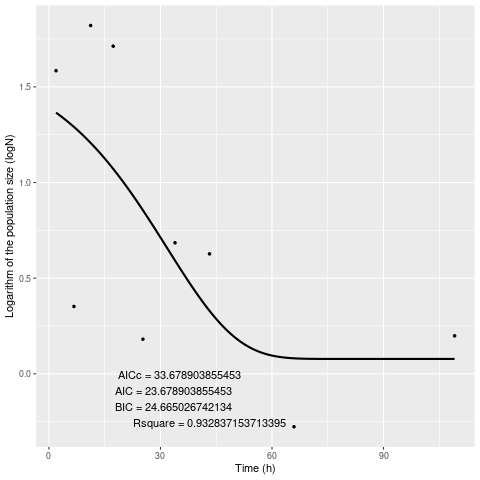 Logarithm of the population size (logN)
1.5
1.0
0.5
0.0
AICc = 33.678903855453
AIC = 23.678903855453
BIC = 24.665026742134
Rsquare = 0.932837153713395
0
30
60
90
Time (h)